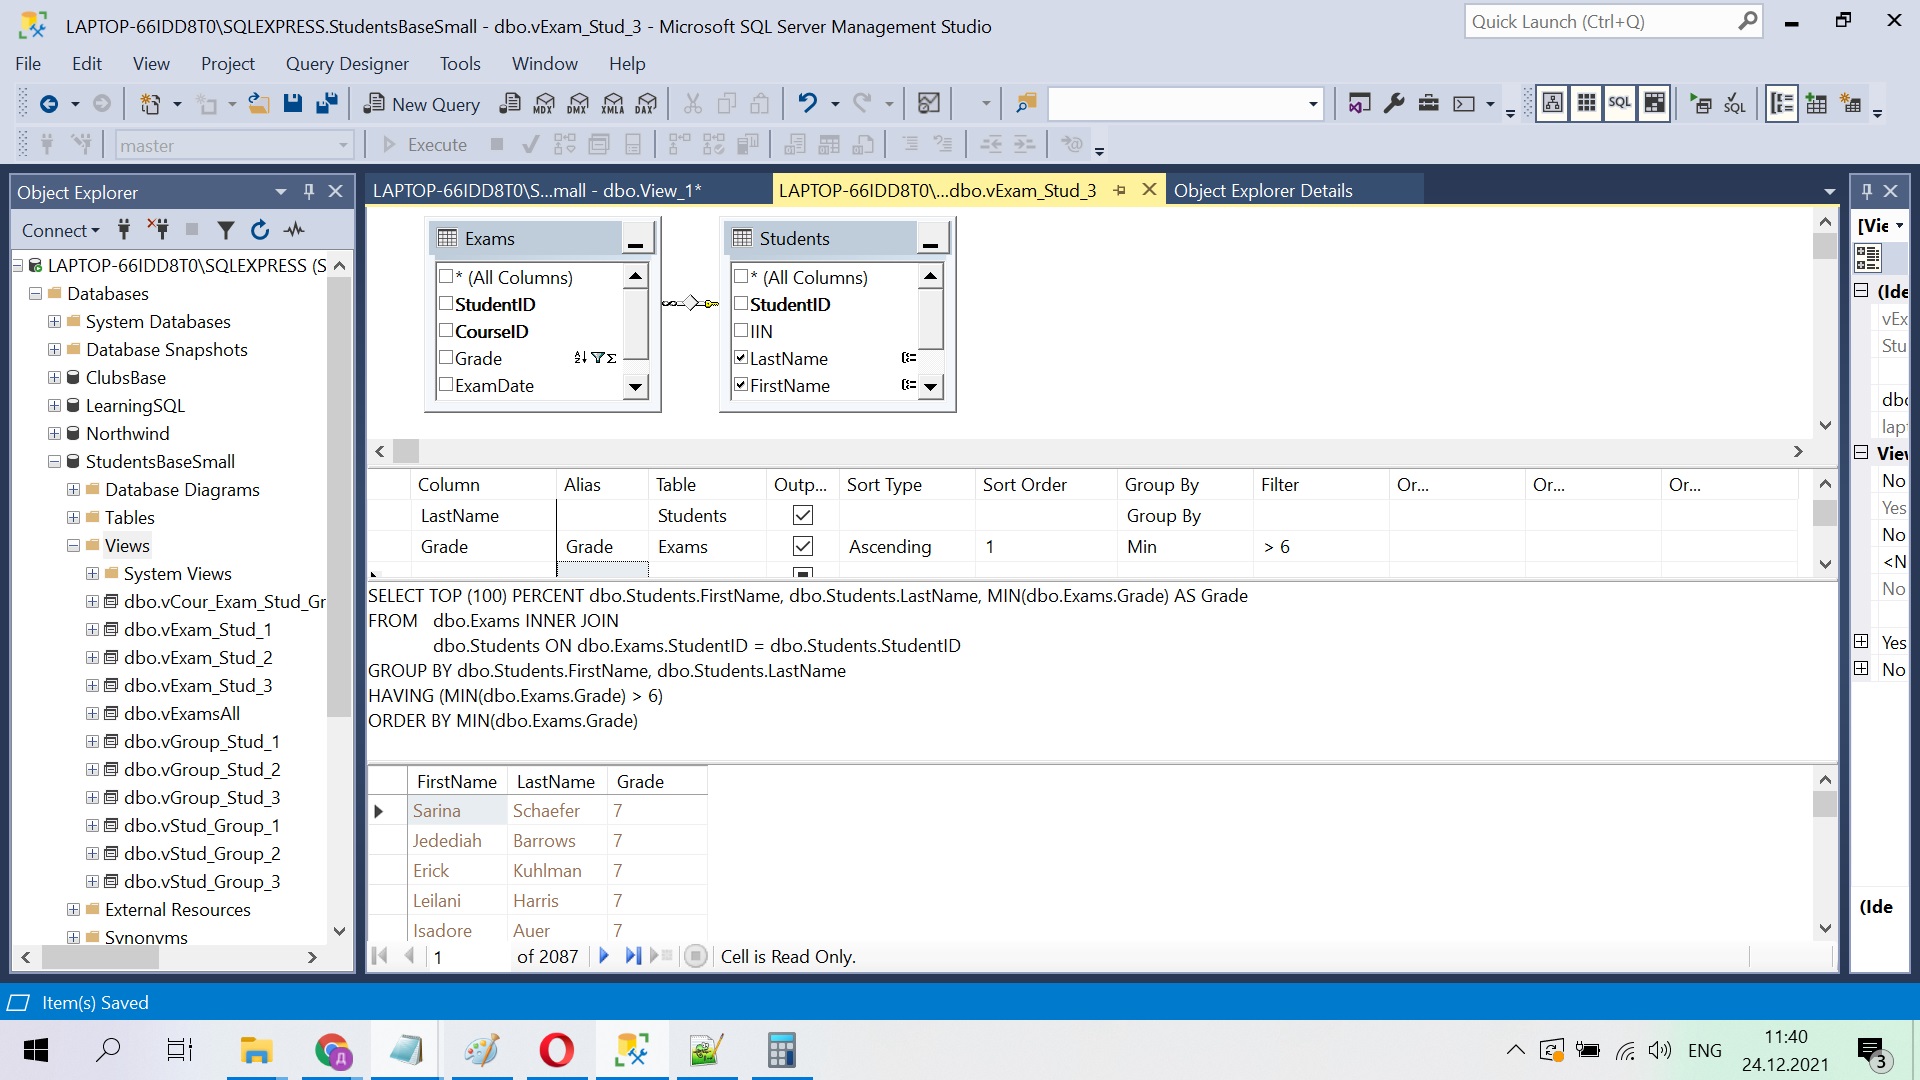 LAPTOP-66IDD8T0\SQLEXPRESS.StudentsBaseSmall - dbo.vExam_Stud_3 - Microsoft SQL Server Management Studio
Quick Launch (Ctrl+Q)
File Edit View Project Query Designer Tools Window Help
New Query MDX DMX XMLA DAX SQL SQL
master Execute
Object Explorer
Connect
LAPTOP-66IDD8T0\SQLEXPRESS (S
Databases
System Databases
Database Snapshots
ClubsBase
LearningSQL
Northwind
StudentsBaseSmall
Database Diagrams
Tables
Views
System Views
dbo.vCour_Exam_Stud_Gr
dbo.vExam_Stud_1
dbo.vExam_Stud_2
dbo.vExam_Stud_3
dbo.vExamsAll
dbo.vGroup_Stud_1
dbo.vGroup_Stud_2
dbo.vGroup_Stud_3
dbo.vStud_Group_1
dbo.vStud_Group_2
dbo.vStud_Group_3
External Resources
Synonyms
LAPTOP-66IDD8T0\S...mall - dbo.View_1* LAPTOP-66IDD8T0\...dbo.vExam_Stud_3 Object Explorer Details
Exams
* (All Columns)
StudentID
CourseID
Grade
ExamDate
Students
* (All Columns)
StudentID
IIN
LastName
FirstName
Column Alias Table Outp... Sort Type Sort Order Group By Filter Or... Or... Or...
LastName Students Group By
Grade Grade Exams Ascending 1 Min > 6
SELECT TOP (100) PERCENT dbo.Students.FirstName, dbo.Students.LastName, MIN(dbo.Exams.Grade) AS Grade
FROM dbo.Exams INNER JOIN
dbo.Students ON dbo.Exams.StudentID = dbo.Students.StudentID
GROUP BY dbo.Students.FirstName, dbo.Students.LastName
HAVING (MIN(dbo.Exams.Grade) > 6)
ORDER BY MIN(dbo.Exams.Grade)
FirstName LastName Grade
Sarina Schaefer 7
Jedediah Barrows 7
Erick Kuhlman 7
Leilani Harris 7
Isadore Auer 7
1 of 2087 Cell is Read Only.
[Vie
(Ide
vEx
Stu
dbo
lapt
View
No
Yes
No
<N
No
Yes
No
(Ide
Item(s) Saved
ENG
11:40
24.12.2021
3